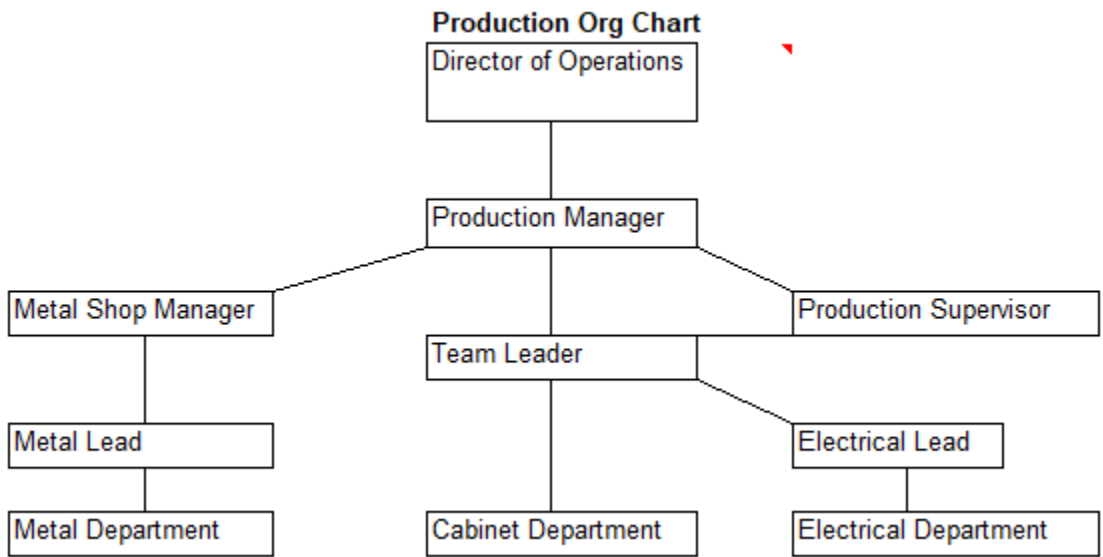 Production Org Chart
Director of Operations
Production Manager
Metal Shop Manager
Production Supervisor
Team Leader
Metal Lead
Electrical Lead
Metal Department
Cabinet Department
Electrical Department